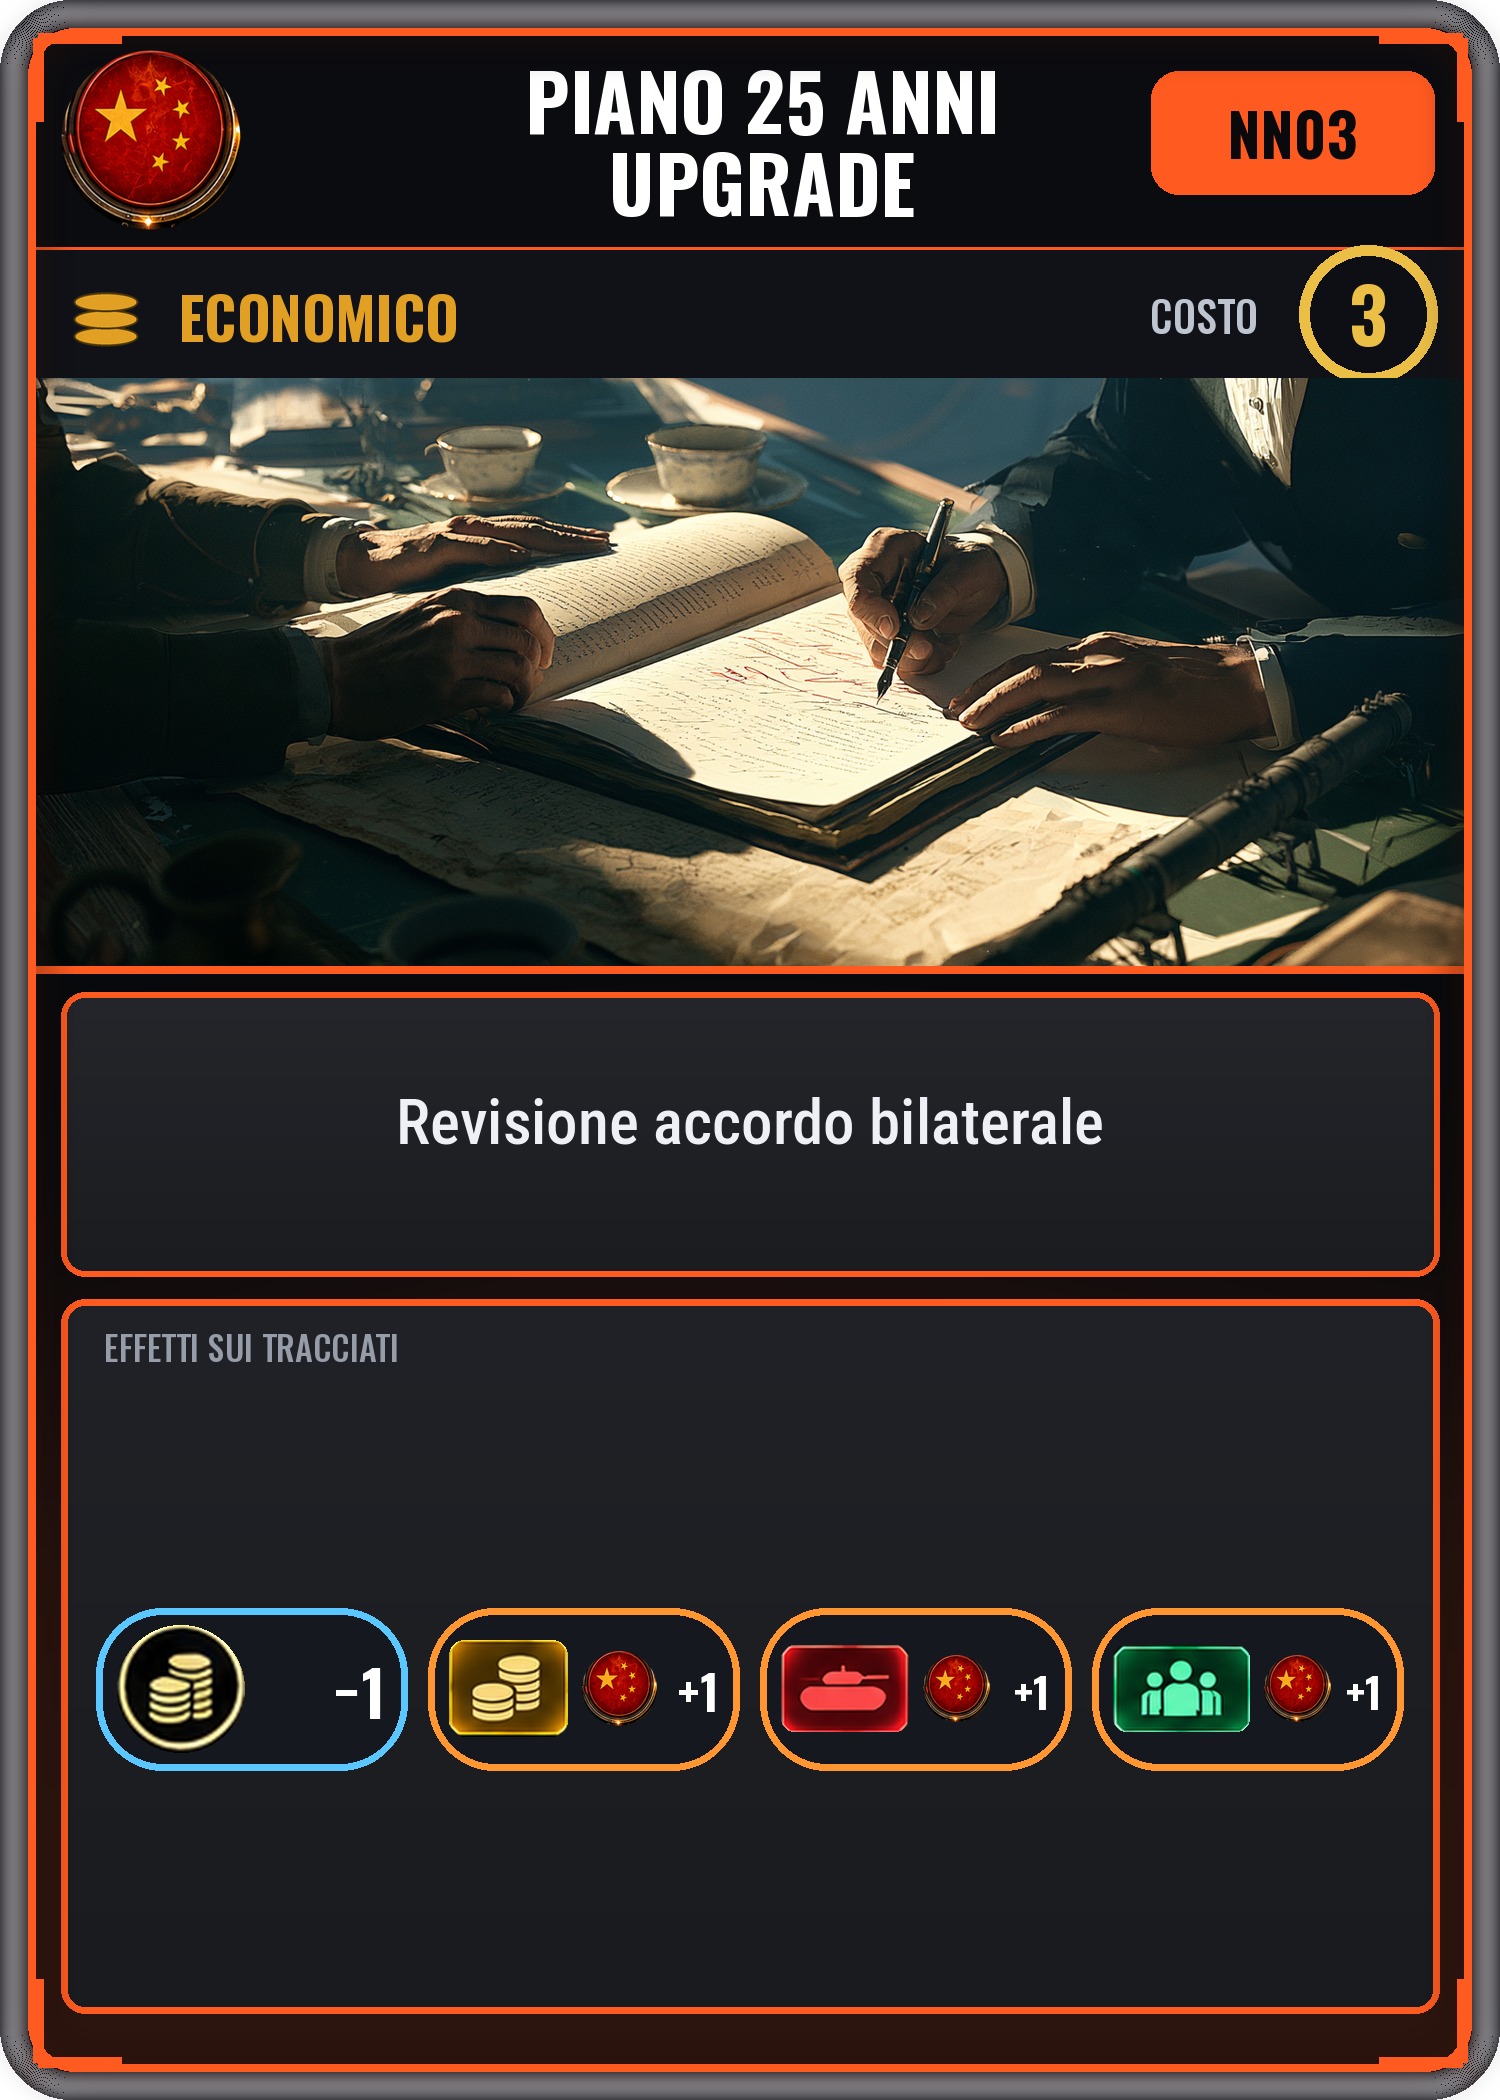 PIANO 25 ANNI
UPGRADE
NN03
ECONOMICO
COSTO
3
Revisione accordo bilaterale
EFFETTI SUI TRACCIATI
-1
+1
+1
+1